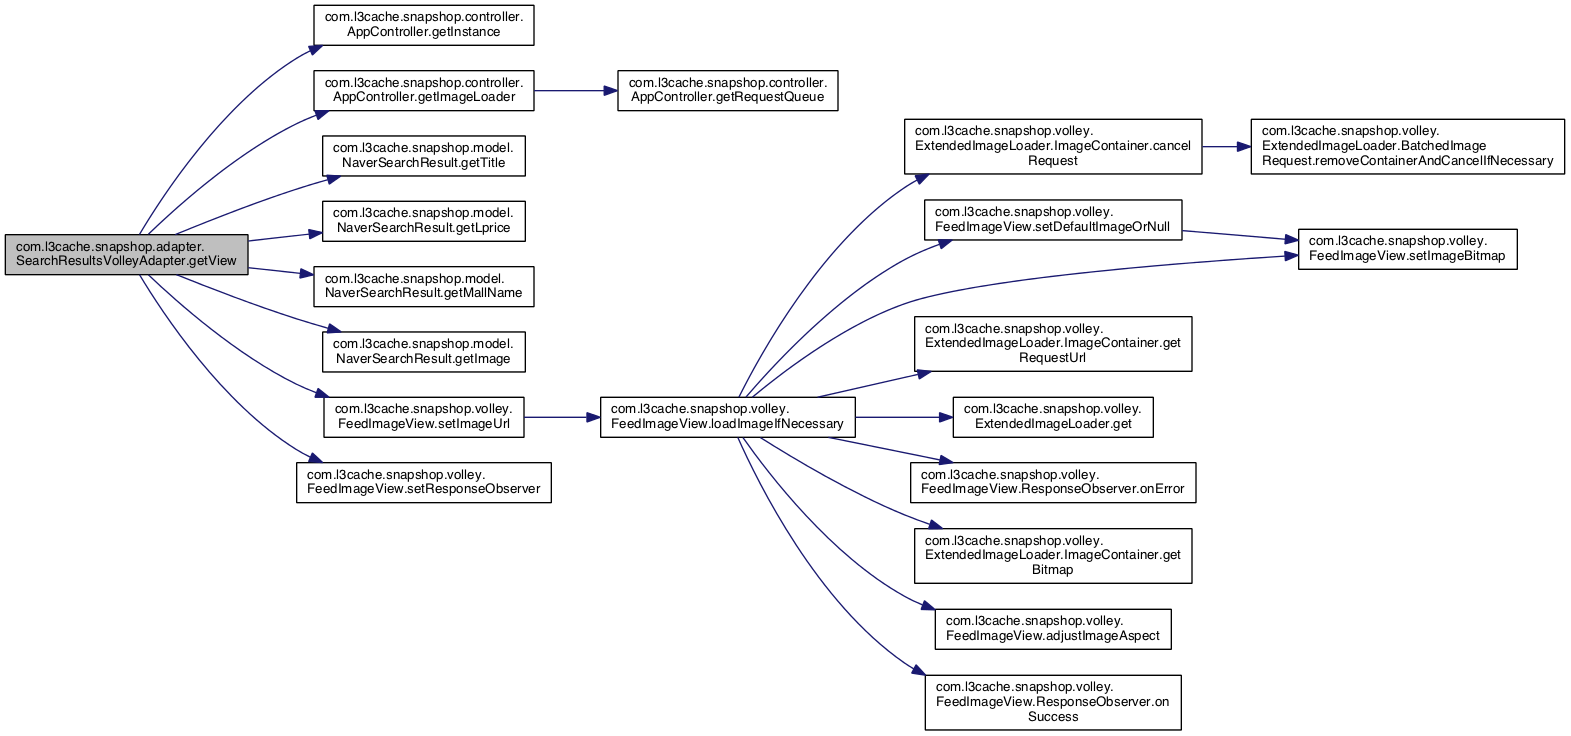 com.l3cache.snapshop.adapter.
SearchResultsVolleyAdapter.getView
com.l3cache.snapshop.controller.
AppController.getInstance
com.l3cache.snapshop.controller.
AppController.getImageLoader
com.l3cache.snapshop.controller.
AppController.getRequestQueue
com.l3cache.snapshop.model.
NaverSearchResult.getTitle
com.l3cache.snapshop.model.
NaverSearchResult.getLprice
com.l3cache.snapshop.model.
NaverSearchResult.getMallName
com.l3cache.snapshop.model.
NaverSearchResult.getImage
com.l3cache.snapshop.volley.
FeedImageView.setImageUrl
com.l3cache.snapshop.volley.
FeedImageView.setResponseObserver
com.l3cache.snapshop.volley.
FeedImageView.loadImageIfNecessary
com.l3cache.snapshop.volley.
ExtendedImageLoader.ImageContainer.cancel
Request
com.l3cache.snapshop.volley.
ExtendedImageLoader.BatchedImage
Request.removeContainerAndCancelIfNecessary
com.l3cache.snapshop.volley.
FeedImageView.setDefaultImageOrNull
com.l3cache.snapshop.volley.
FeedImageView.setImageBitmap
com.l3cache.snapshop.volley.
ExtendedImageLoader.ImageContainer.get
RequestUrl
com.l3cache.snapshop.volley.
ExtendedImageLoader.get
com.l3cache.snapshop.volley.
FeedImageView.ResponseObserver.onError
com.l3cache.snapshop.volley.
ExtendedImageLoader.ImageContainer.get
Bitmap
com.l3cache.snapshop.volley.
FeedImageView.adjustImageAspect
com.l3cache.snapshop.volley.
FeedImageView.ResponseObserver.on
Success